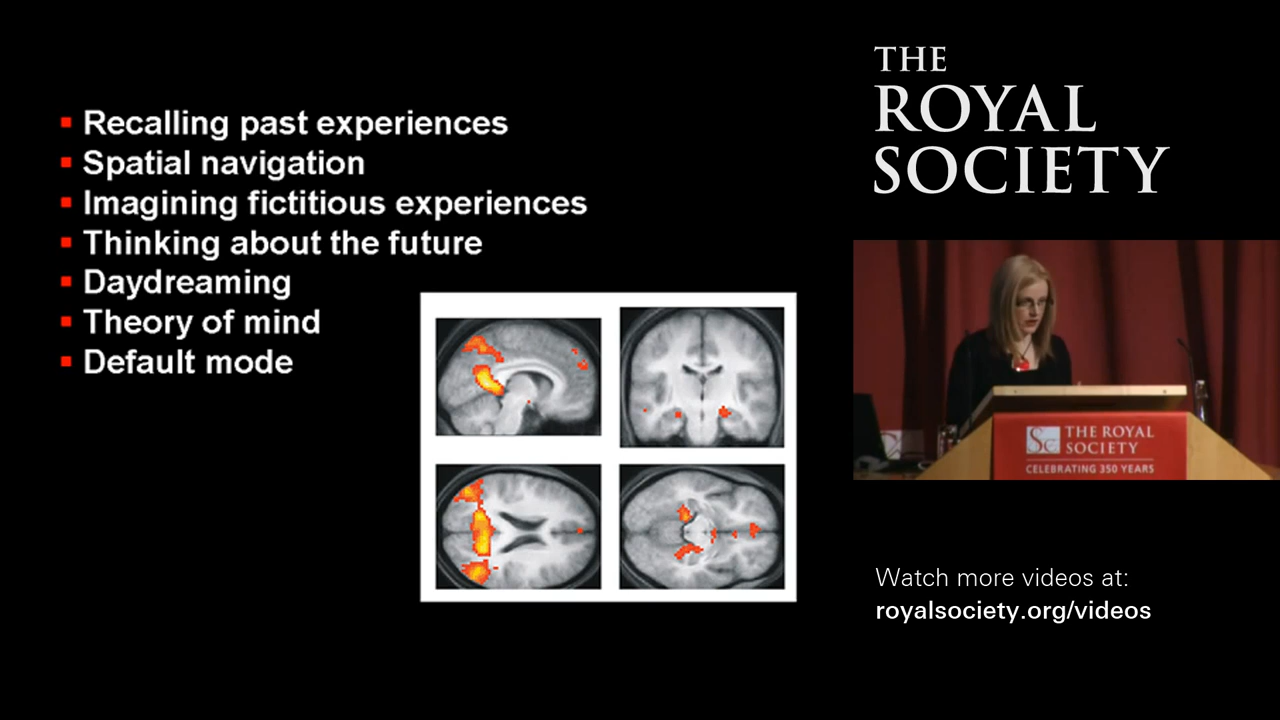 Recalling past experiences
Spatial navigation
Imagining fictitious experiences
Thinking about the future
Daydreaming
Theory of mind
Default mode
THE
ROYAL
SOCIETY
Sc THE ROYAL
SOCIETY
CELEBRATING 350 YEARS
Watch more videos at:
royalsociety.org/videos